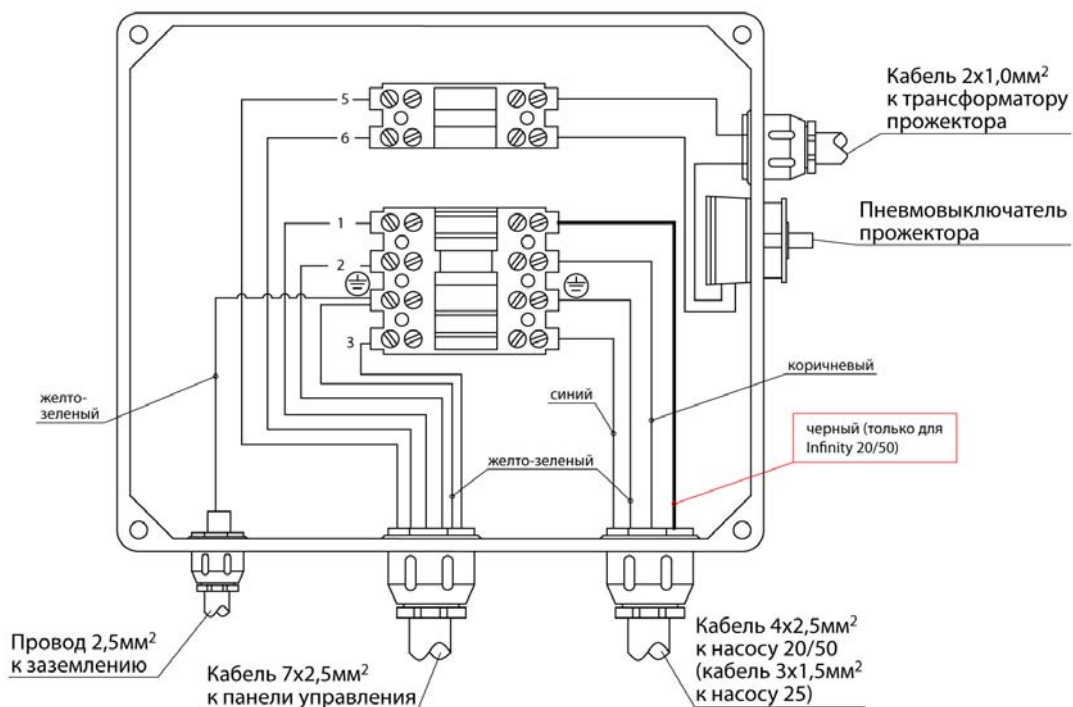 5
6
Кабель 2х1,0мм²
к трансформатору
прожектора
1
2
3
Пневмовыключатель
прожектора
желто-
зеленый
синий
коричневый
черный (только для
Infinity 20/50)
желто-зеленый
Провод 2,5мм²
к заземлению
Кабель 7х2,5мм²
к панели управления
Кабель 4х2,5мм²
к насосу 20/50
(кабель 3х1,5мм²
к насосу 25)